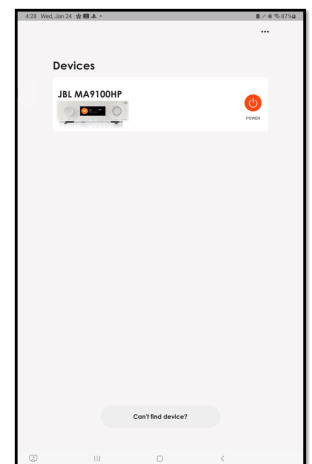 4:28 Wed, Jan 24
87%
Devices
JBL MA9100HP
POWER
Can't find device?